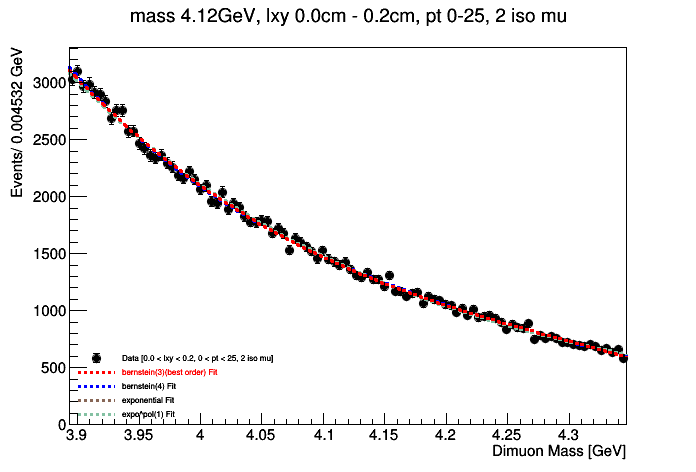 mass 4.12GeV, lxy 0.0cm - 0.2cm, pt 0-25, 2 iso mu
Events/ 0.004532 GeV
3000
2500
2000
1500
1000
500
0
Data [0.0 < lxy < 0.2, 0 < pt < 25, 2 iso mu]
bernstein(3)(best order) Fit
bernstein(4) Fit
exponential Fit
expo*pol(1) Fit
3.9 3.95 4 4.05 4.1 4.15 4.2 4.25 4.3
Dimuon Mass [GeV]